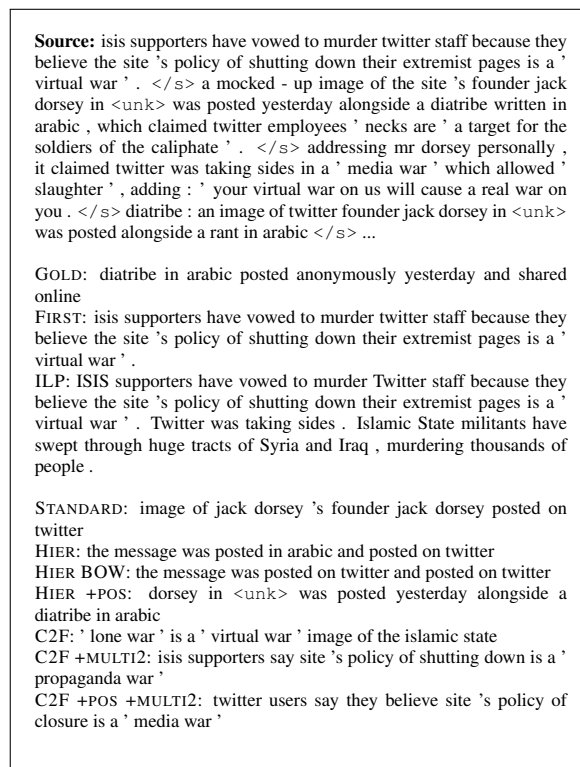 Source: isis supporters have vowed to murder twitter staff because they
believe the site 's policy of shutting down their extremist pages is a '
virtual war ' . </s> a mocked - up image of the site 's founder jack
dorsey in <unk> was posted yesterday alongside a diatribe written in
arabic , which claimed twitter employees ' necks are ' a target for the
soldiers of the caliphate ' . </s> addressing mr dorsey personally ,
it claimed twitter was taking sides in a ' media war ' which allowed '
slaughter ' , adding : ' your virtual war on us will cause a real war on
you . </s> diatribe : an image of twitter founder jack dorsey in <unk>
was posted alongside a rant in arabic </s> ...
GOLD: diatribe in arabic posted anonymously yesterday and shared
online
FIRST: isis supporters have vowed to murder twitter staff because they
believe the site 's policy of shutting down their extremist pages is a '
virtual war ' .
ILP: ISIS supporters have vowed to murder Twitter staff because they
believe the site 's policy of shutting down their extremist pages is a '
virtual war ' . Twitter was taking sides . Islamic State militants have
swept through huge tracts of Syria and Iraq , murdering thousands of
people .
STANDARD: image of jack dorsey 's founder jack dorsey posted on
twitter
HIER: the message was posted in arabic and posted on twitter
HIER BOW: the message was posted on twitter and posted on twitter
HIER +POS: dorsey in <unk> was posted yesterday alongside a
diatribe in arabic
C2F: ' lone war ' is a ' virtual war ' image of the islamic state
C2F +MULTI2: isis supporters say site 's policy of shutting down is a '
propaganda war '
C2F +POS +MULTI2: twitter users say they believe site 's policy of
closure is a ' media war '